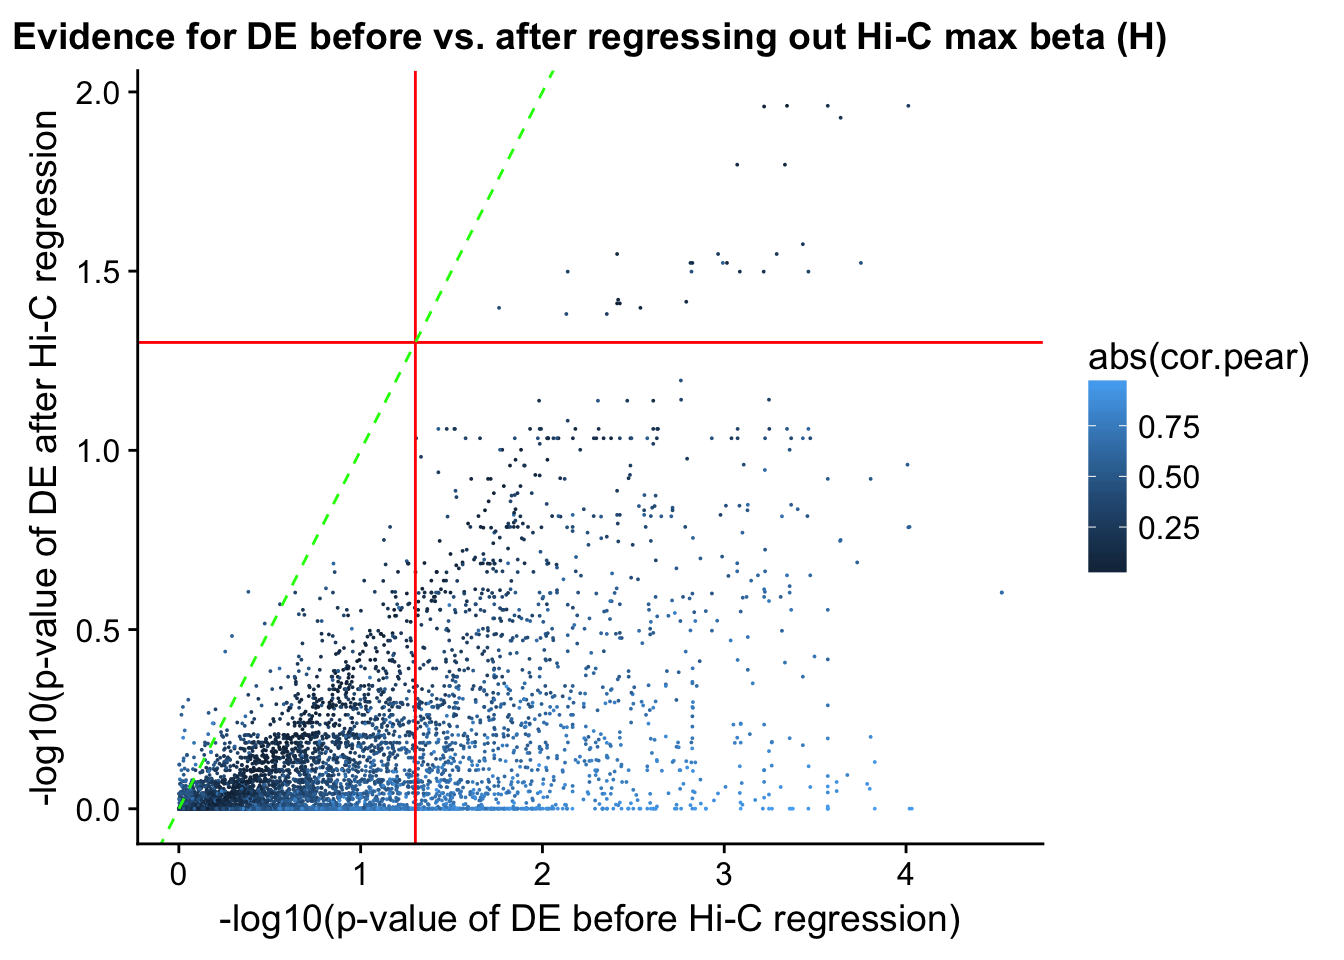 Evidence for DE before vs. after regressing out Hi-C max beta (H)
-log10(p-value of DE after Hi-C regression
2.0
1.5
1.0
0.5
0.0
0 1 2 3 4
-log10(p-value of DE before Hi-C regression)
abs(cor.pear)
0.75
0.50
0.25